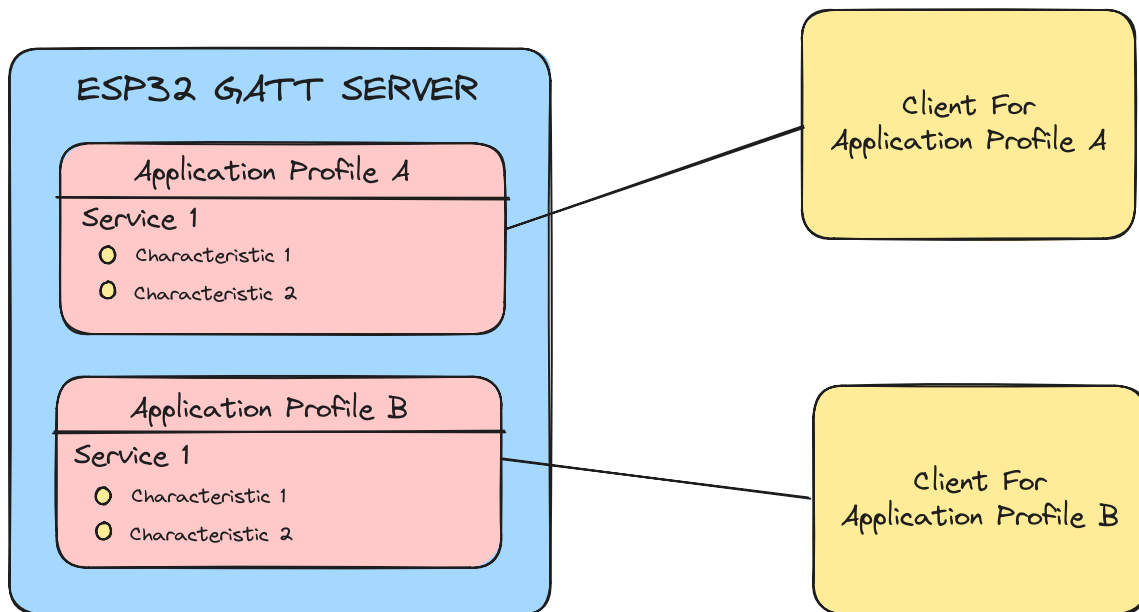 ESP32 GATT SERVER
Application Profile A
Service 1
Characteristic 1
Characteristic 2
Application Profile B
Service 1
Characteristic 1
Characteristic 2
Client For
Application Profile A
Client For
Application Profile B